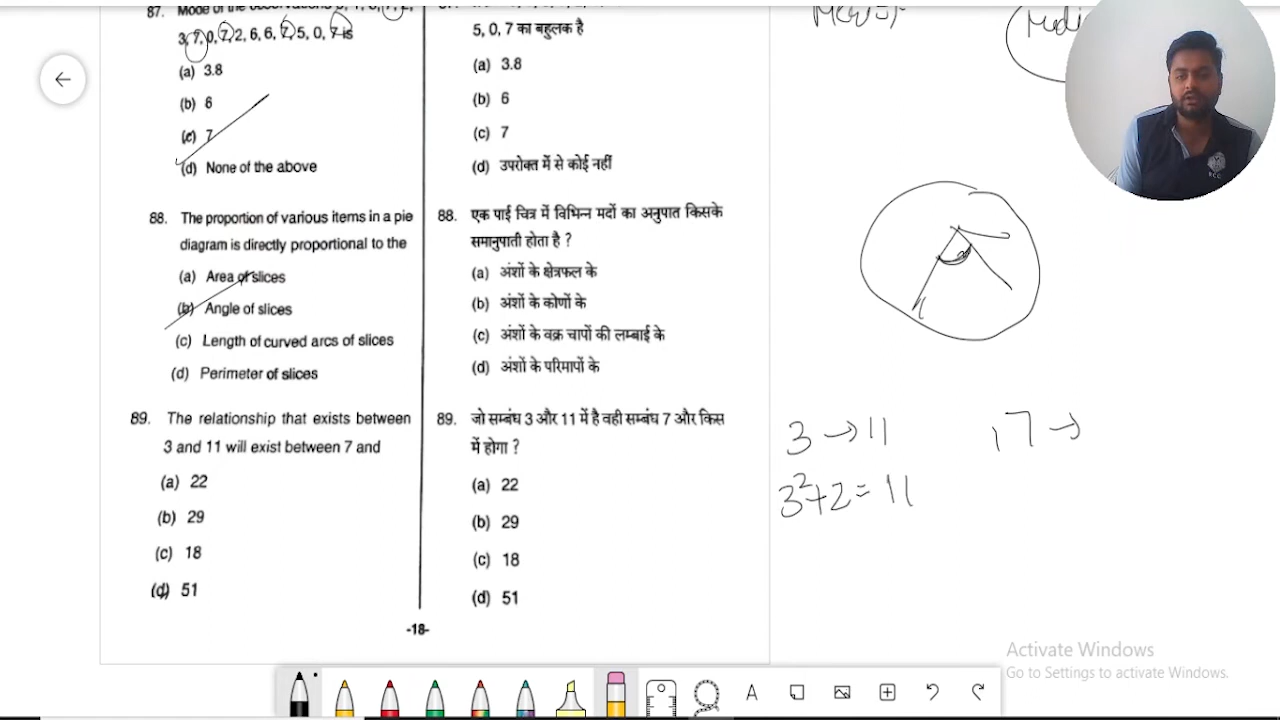 87. Mode of the observations
3, 7, 0, 7, 2, 6, 6, 7, 5, 0, 7 is
(a) 3.8
(b) 6
(c) 7
(d) None of the above
88. The proportion of various items in a pie
diagram is directly proportional to the
(a) Area of slices
(b) Angle of slices
(c) Length of curved arcs of slices
(d) Perimeter of slices
89. The relationship that exists between
3 and 11 will exist between 7 and
(a) 22
(b) 29
(c) 18
(d) 51
5, 0, 7 का बहुलक है
(a) 3.8
(b) 6
(c) 7
(d) उपरोक्त में से कोई नहीं
88. एक पाई चित्र में विभिन्न मदों का अनुपात किसके
समानुपाती होता है ?
(a) अंशों के क्षेत्रफल के
(b) अंशों के कोणों के
(c) अंशों के वक्र चापों की लम्बाई के
(d) अंशों के परिमापों के
89. जो सम्बंध 3 और 11 में है वही सम्बंध 7 और किस
में होगा ?
(a) 22
(b) 29
(c) 18
(d) 51
-18-
3 → 11
17 →
3²+2 = 11
Activate Windows
Go to Settings to activate Windows.
A